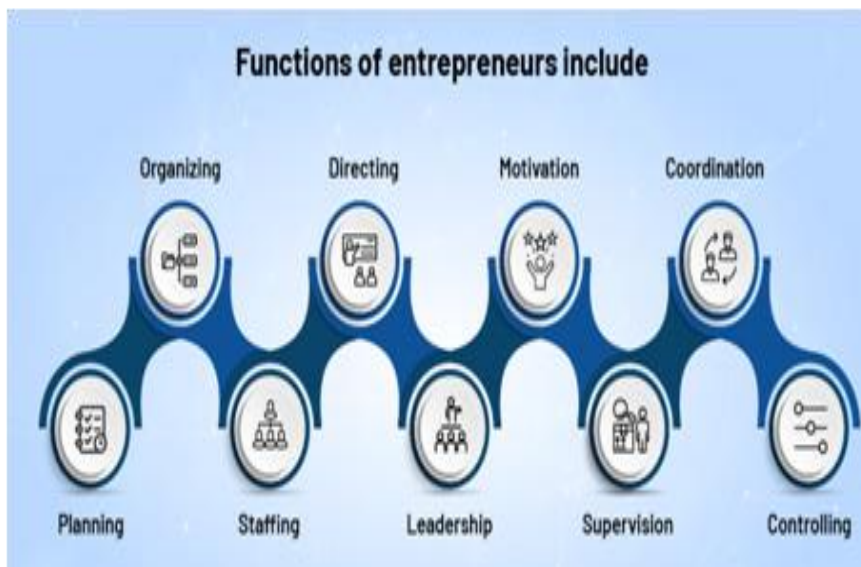 Functions of entrepreneurs include
Organizing Directing Motivation Coordination
Planning Staffing Leadership Supervision Controlling